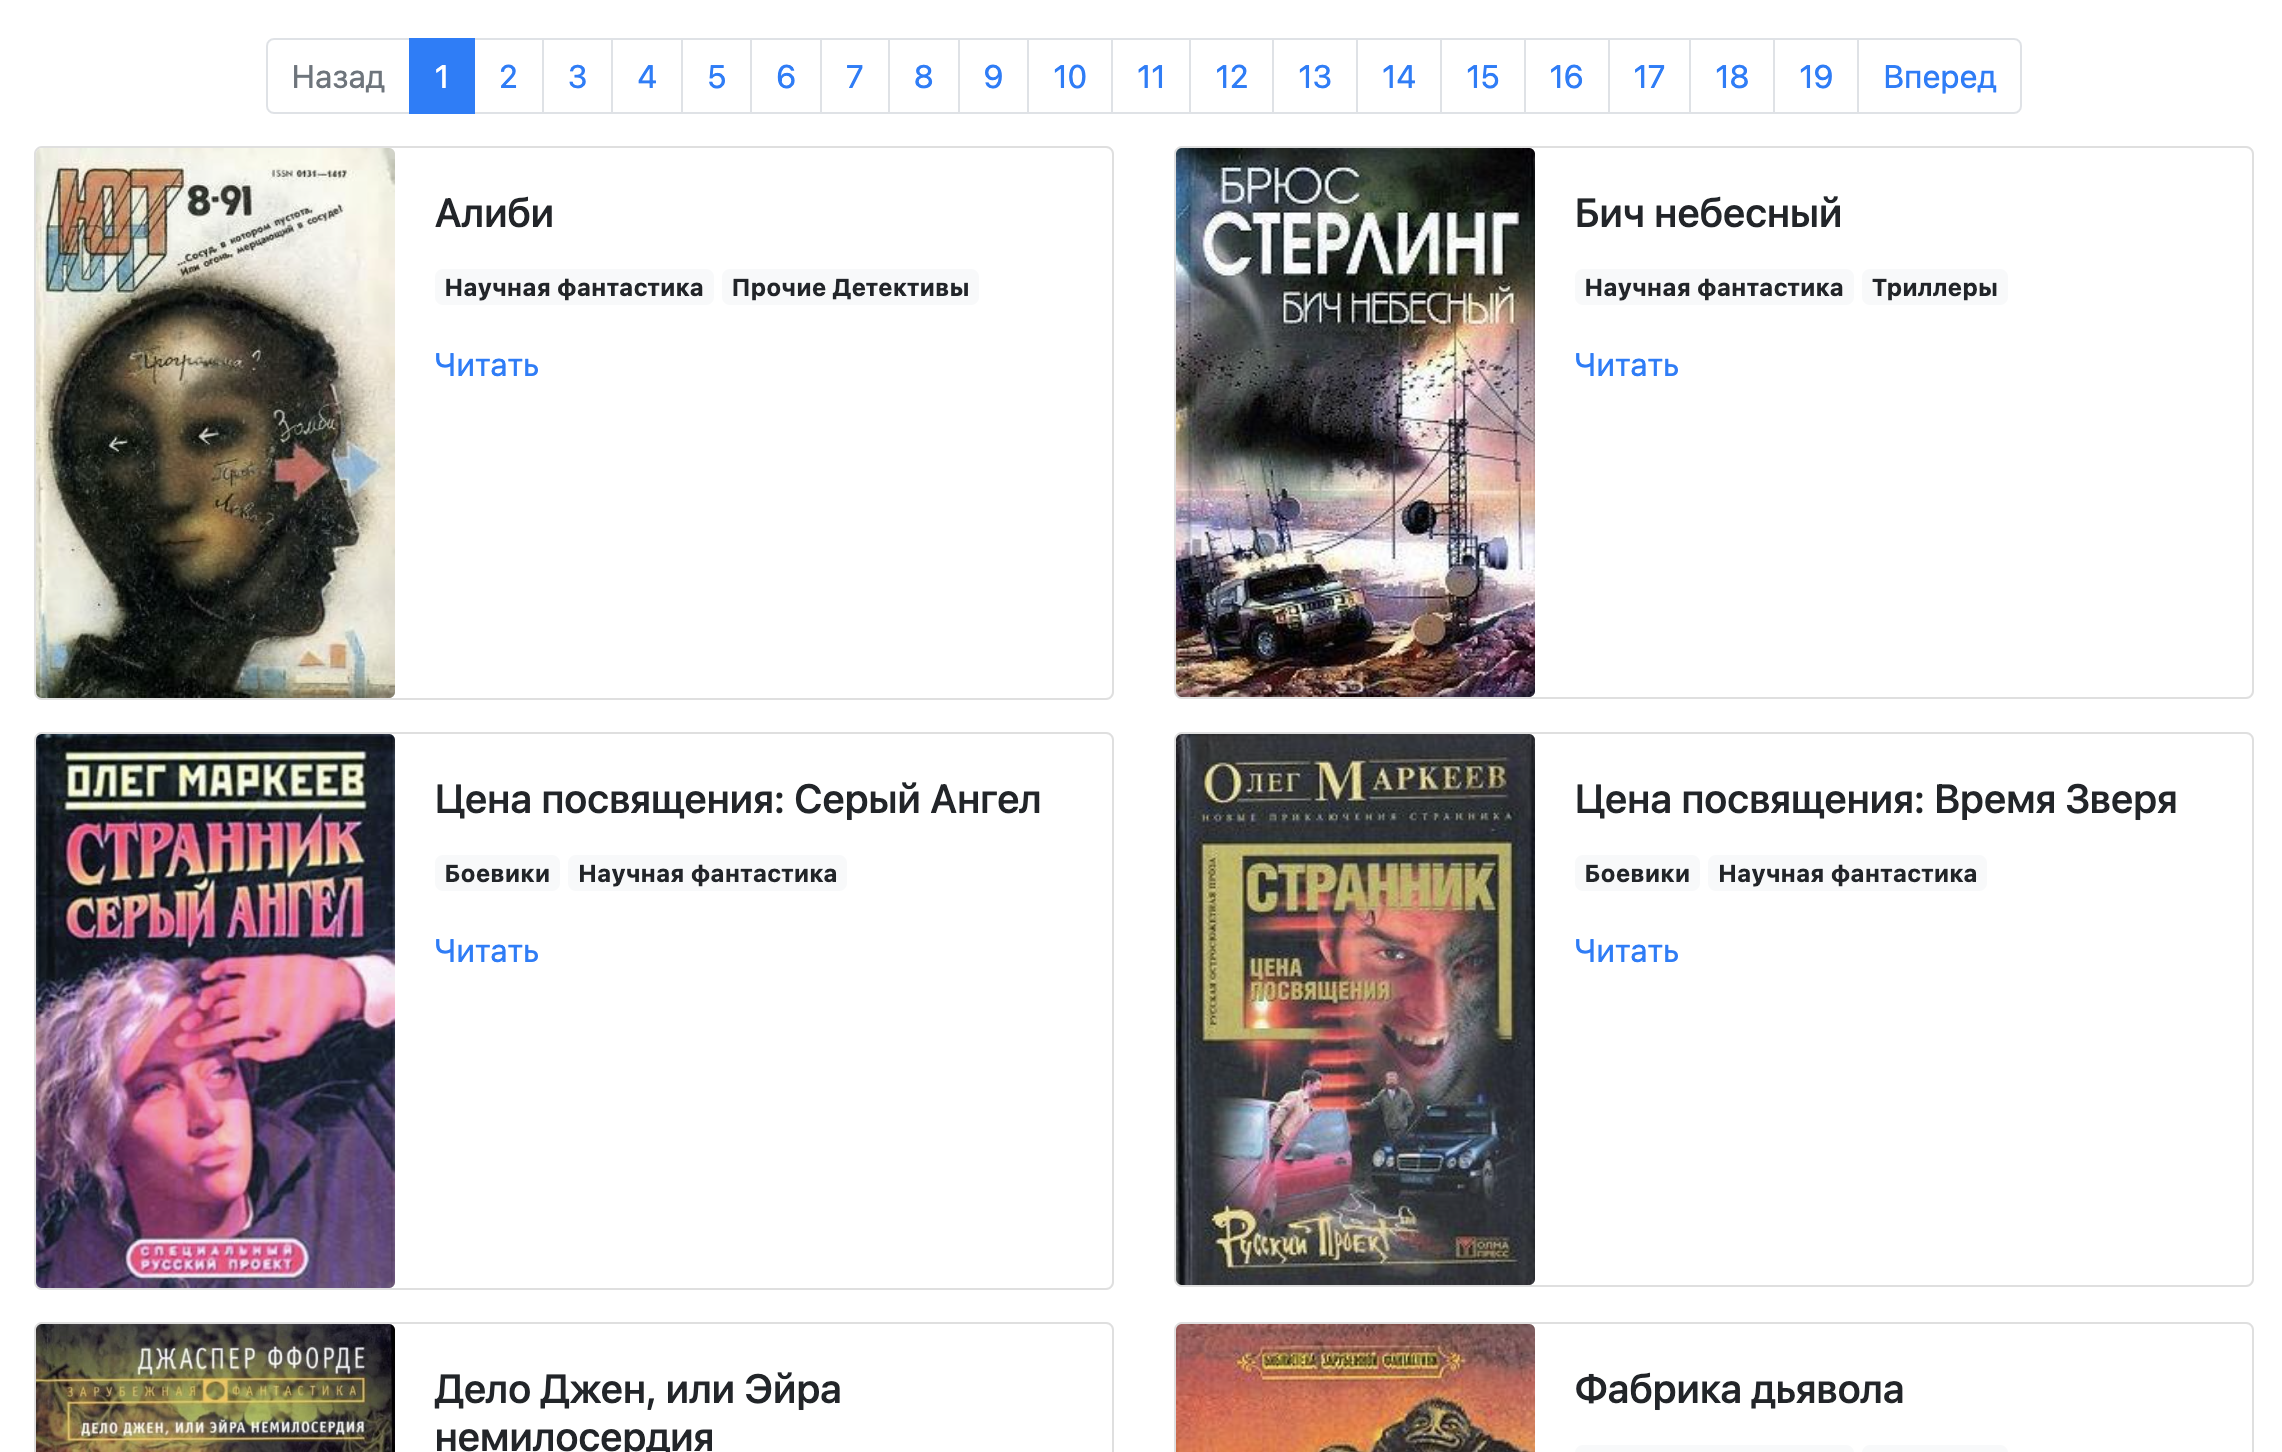 Назад 1 2 3 4 5 6 7 8 9 10 11 12 13 14 15 16 17 18 19 Вперед
ЮТ
8-91
ISSN 0131—1417
...Сосуд, в котором пустота,
Или огонь, мерцающий в сосуде!
Программа?
Зомби
Алиби
Научная фантастика Прочие Детективы
Читать
БРЮС
СТЕРЛИНГ
БИЧ НЕБЕСНЫЙ
Бич небесный
Научная фантастика Триллеры
Читать
ОЛЕГ МАРКЕЕВ
СТРАННИК
СЕРЫЙ АНГЕЛ
СПЕЦИАЛЬНЫЙ
РУССКИЙ ПРОЕКТ
Цена посвящения: Серый Ангел
Боевики Научная фантастика
Читать
ОЛЕГ МАРКЕЕВ
НОВЫЕ ПРИКЛЮЧЕНИЯ СТРАННИКА
РУССКАЯ ОСТРОСЮЖЕТНАЯ ПРОЗА
СТРАННИК
ЦЕНА
ПОСВЯЩЕНИЯ
Русский Проект
ОЛМА
ПРЕСС
Цена посвящения: Время Зверя
Боевики Научная фантастика
Читать
ДЖАСПЕР ФФОРДЕ
ЗАРУБЕЖНАЯ ФАНТАСТИКА
ДЕЛО ДЖЕН, ИЛИ ЭЙРА НЕМИЛОСЕРДИЯ
Дело Джен, или Эйра
немилосердия
БИБЛИОТЕКА ЗАРУБЕЖНОЙ ФАНТАСТИКИ
Фабрика дьявола